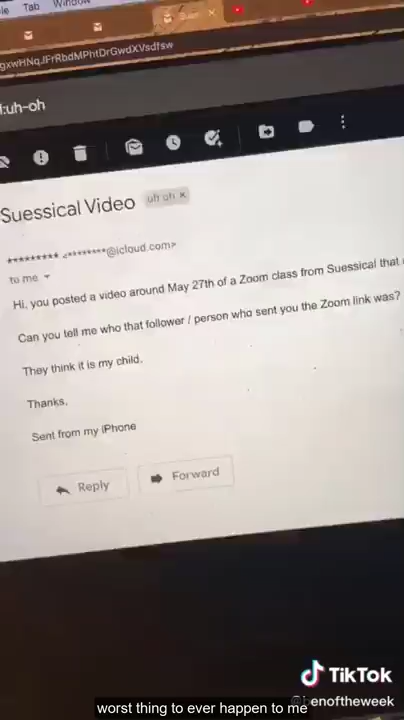 Tab Window
gxwHNqJFrRbdMPhtDrGwdXVsdfsw
:uh-oh
Suessical Video
uh oh ×
********* <********@icloud.com>
to me
Hi, you posted a video around May 27th of a Zoom class from Suessical that
Can you tell me who that follower / person who sent you the Zoom link was?
They think it is my child.
Thanks,
Sent from my iPhone
Reply
Forward
TikTok
@benoftheweek
worst thing to ever happen to me